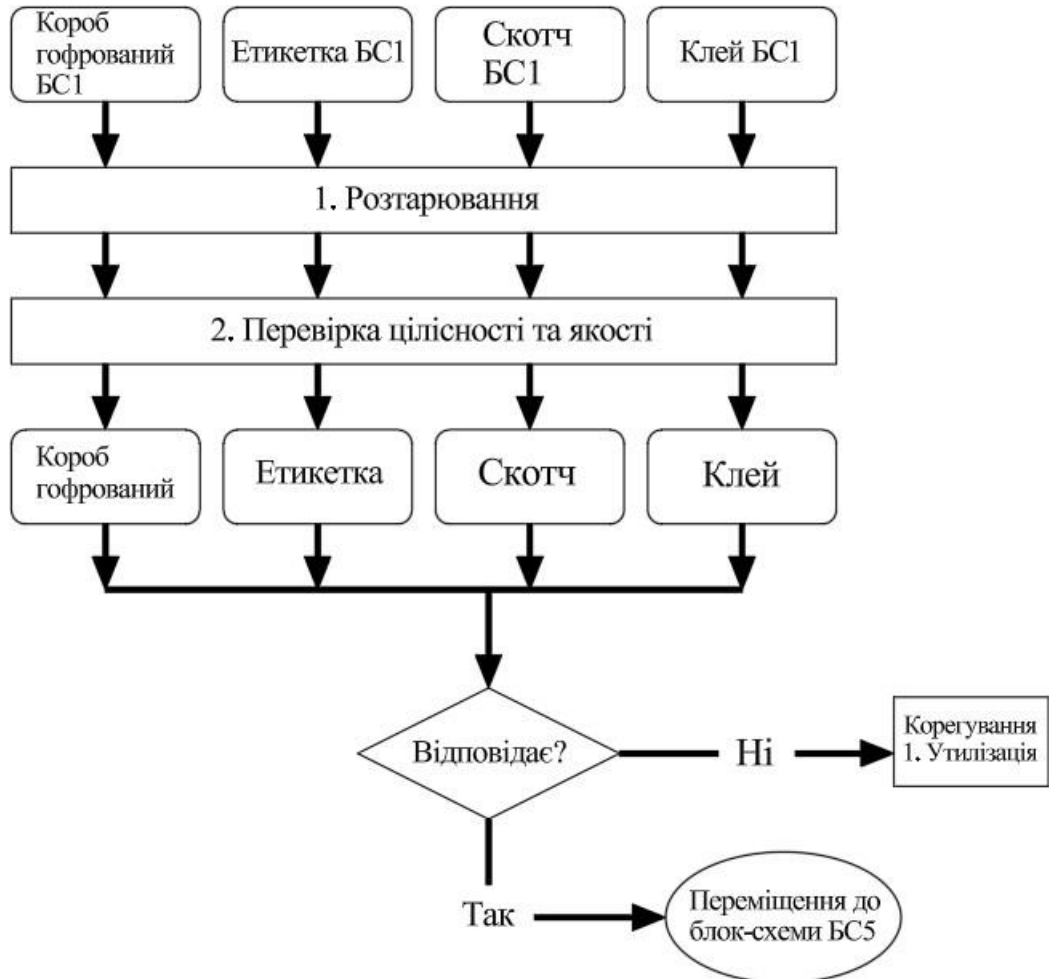 Короб
гофрований
БС1
Етикетка БС1
Скотч
БС1
Клей БС1
1. Розтарювання
2. Перевірка цілісності та якості
Короб
гофрований
Етикетка
Скотч
Клей
Відповідає?
Ні
Корегування
1. Утилізація
Так
Переміщення до
блок-схеми БС5